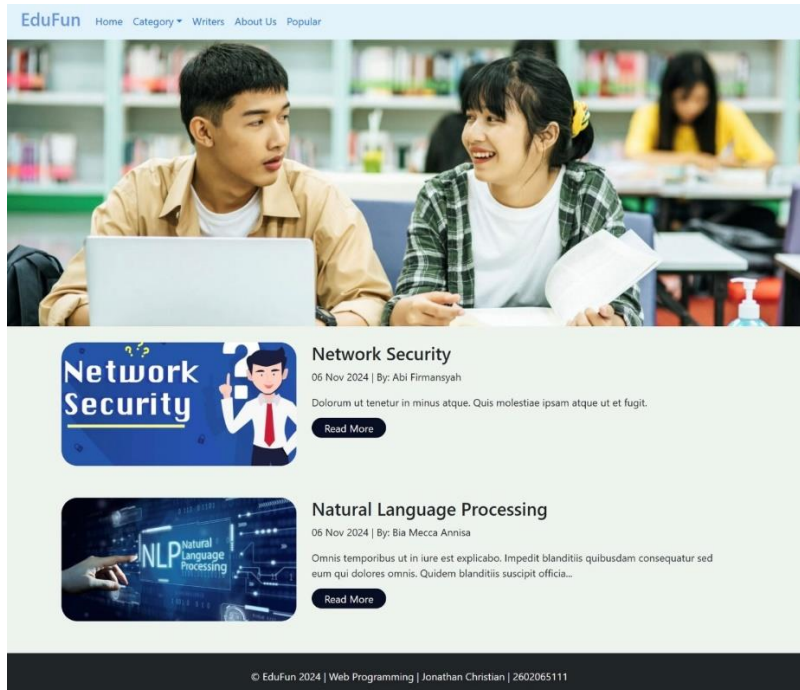 EduFun Home Category Writers About Us Popular
Network
Security
Network Security
06 Nov 2024 | By: Abi Firmansyah
Dolorum ut tenetur in minus atque. Quis molestiae ipsam atque ut et fugit.
Read More
NLP Natural
Language
Processing
Natural Language Processing
06 Nov 2024 | By: Bia Mecca Annisa
Omnis temporibus ut in iure est explicabo. Impedit blanditiis quibusdam consequatur sed
eum qui dolores omnis. Quidem blanditiis suscipit officia...
Read More
© EduFun 2024 | Web Programming | Jonathan Christian | 2602065111